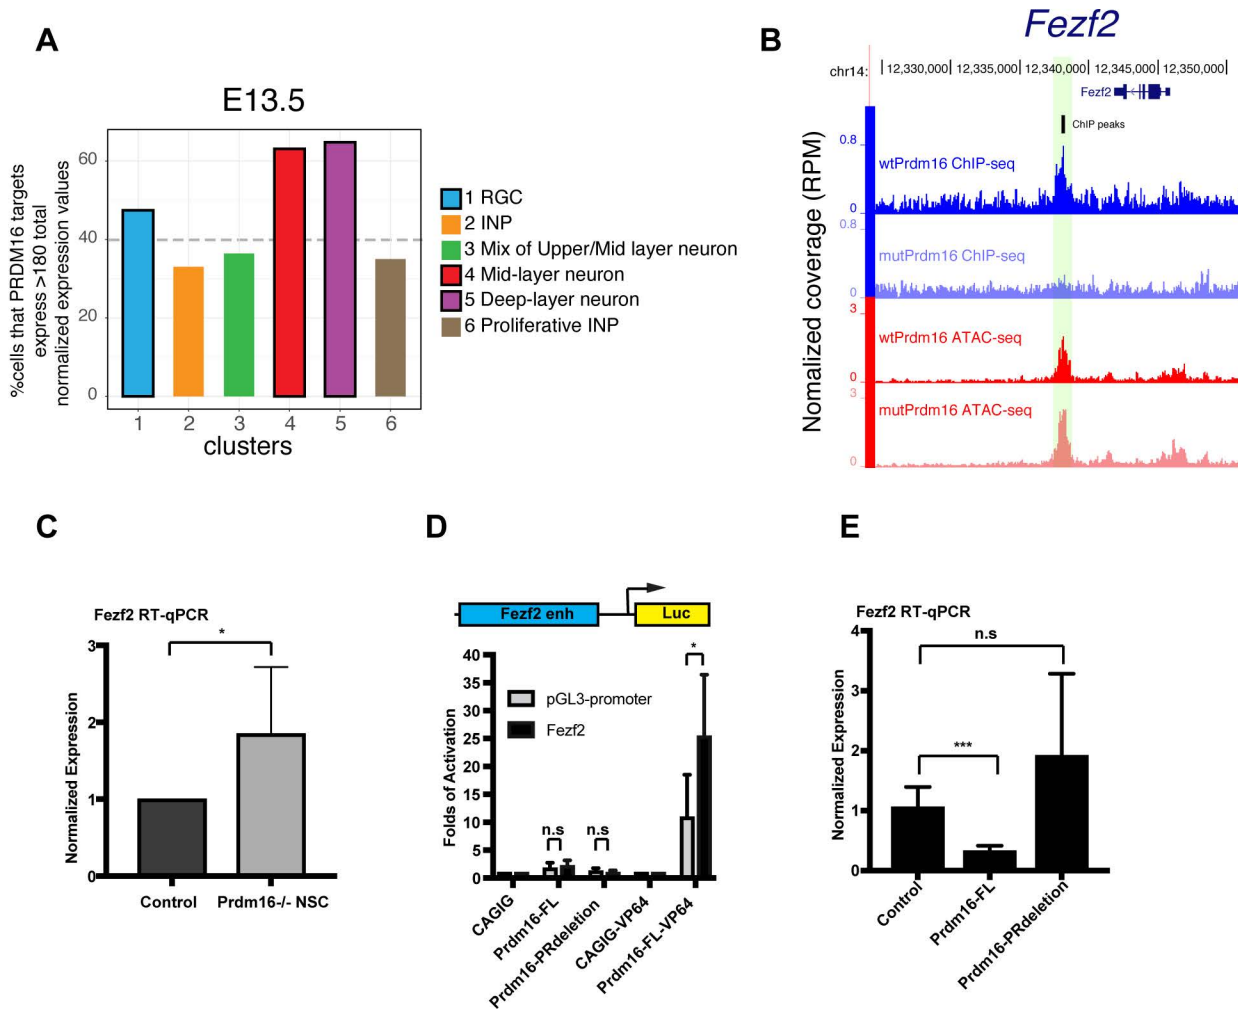 A
E13.5
%cells that PRDM16 targets
express >180 total
normalized expression values
60
40
20
0
1
2
3
4
5
6
clusters
1 RGC
2 INP
3 Mix of Upper/Mid layer neuron
4 Mid-layer neuron
5 Deep-layer neuron
6 Proliferative INP
B
Fezf2
chr14:
12,330,000
12,335,000
12,340,000
12,345,000
12,350,000
Fezf2
ChIP peaks
Nomalized coverage (RPM)
0.8
wtPrdm16 ChIP-seq
0
0.8
mutPrdm16 ChIP-seq
0
3
wtPrdm16 ATAC-seq
0
3
mutPrdm16 ATAC-seq
0
C
Fezf2 RT-qPCR
*
Normalized Expression
3
2
1
0
Control
Prdm16-/- NSC
D
Fezf2 enh
Luc
Folds of Activation
40
35
30
25
20
15
10
5
0
pGL3-promoter
Fezf2
n.s
n.s
*
CAGIG
Prdm16-FL
Prdm16-PRdeletion
CAGIG-VP64
Prdm16-FL-VP64
E
Fezf2 RT-qPCR
n.s
***
Normalized Expression
4
3
2
1
0
Control
Prdm16-FL
Prdm16-PRdeletion